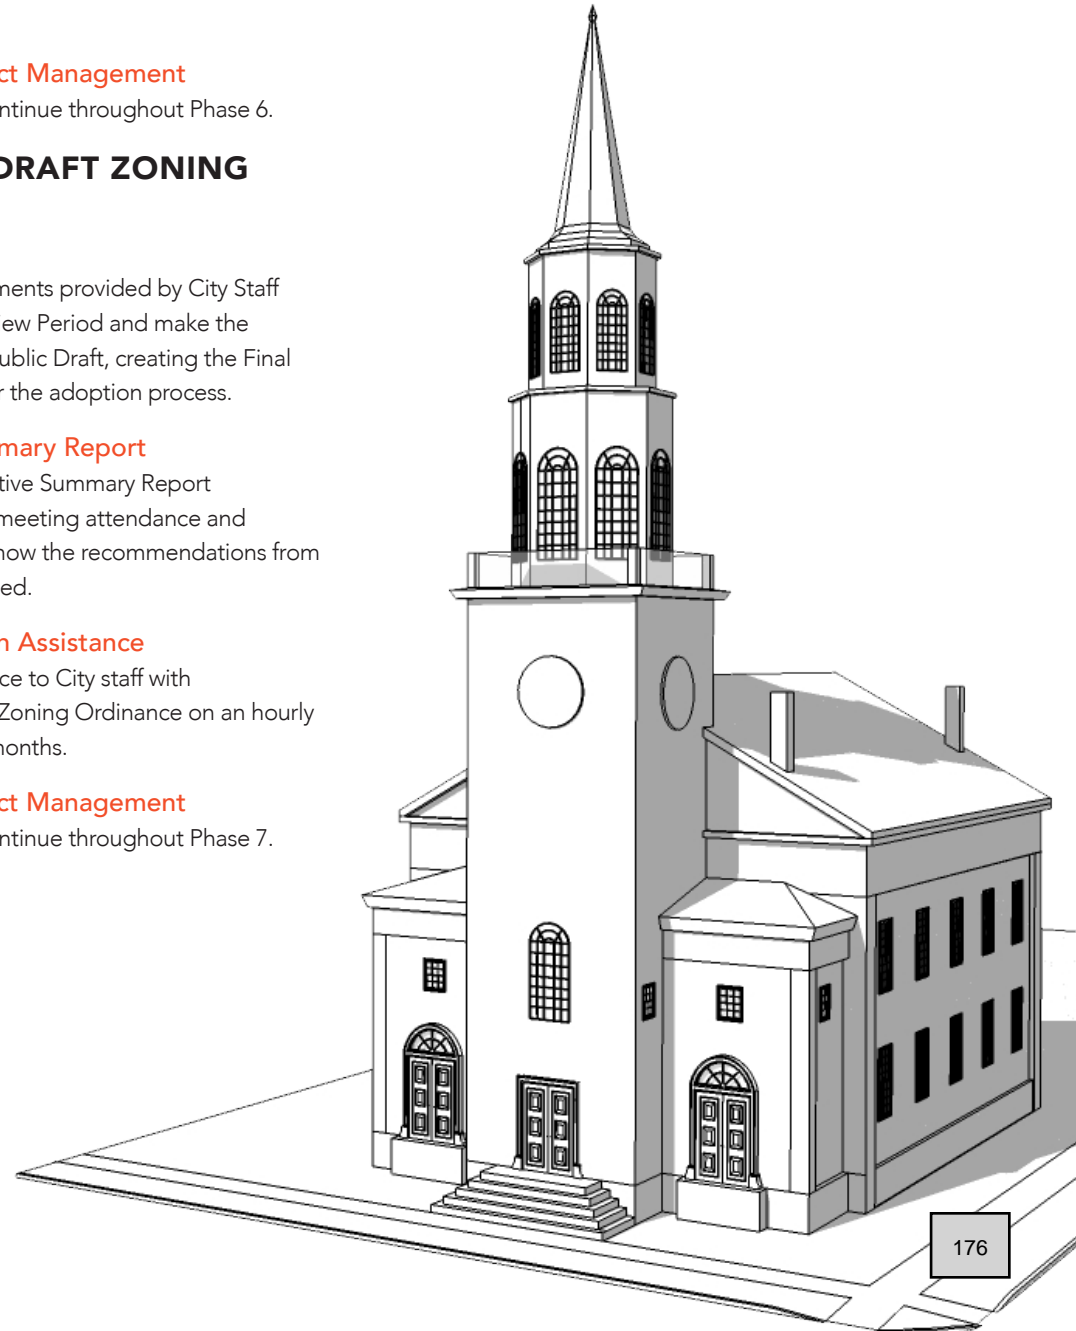 ct Management
ntinue throughout Phase 6.
DRAFT ZONING
ments provided by City Staff
iew Period and make the
ublic Draft, creating the Final
r the adoption process.
mary Report
tive Summary Report
meeting attendance and
how the recommendations from
ed.
n Assistance
ce to City staff with
Zoning Ordinance on an hourly
months.
ct Management
ntinue throughout Phase 7.
176